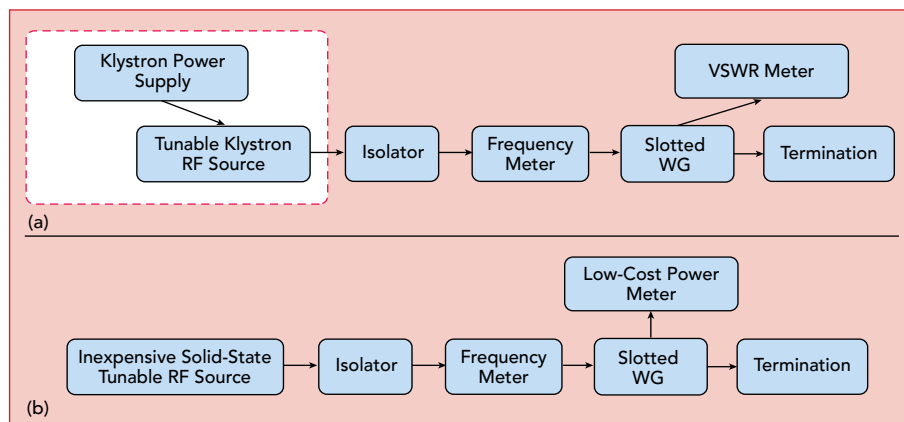 Klystron Power
Supply
VSWR Meter
Tunable Klystron
RF Source
Isolator
Frequency
Meter
Slotted
WG
Termination
(a)
Low-Cost Power
Meter
Inexpensive Solid-State
Tunable RF Source
Isolator
Frequency
Meter
Slotted
WG
Termination
(b)